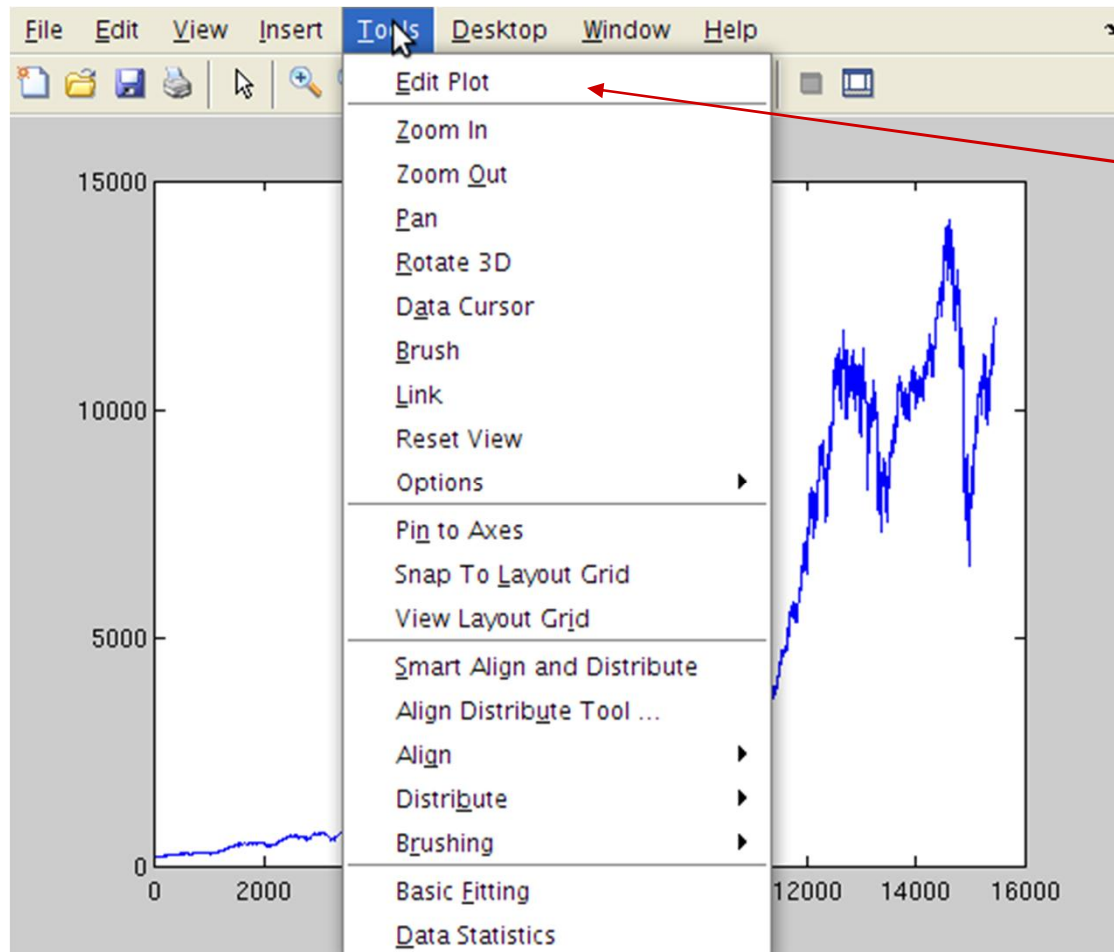 File Edit View Insert Tools Desktop Window Help
Edit Plot
Zoom In
Zoom Out
Pan
Rotate 3D
Data Cursor
Brush
Link
Reset View
Options
Pin to Axes
Snap To Layout Grid
View Layout Grid
Smart Align and Distribute
Align Distribute Tool ...
Align
Distribute
Brushing
Basic Fitting
Data Statistics
15000
10000
5000
0
0 2000 12000 14000 16000